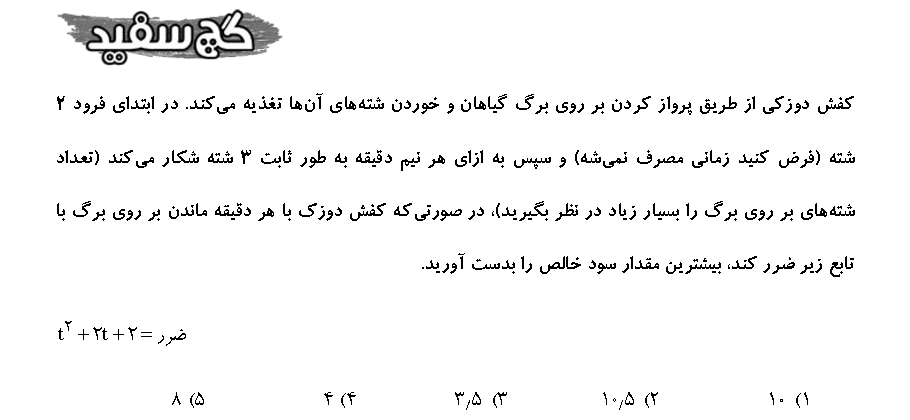 گچ سفید
کفش دوزکی از طریق پرواز کردن بر روی برگ گیاهان و خوردن شته‌های آن‌ها تغذیه می‌کند. در ابتدای فرود ۲
شته (فرض کنید زمانی مصرف نمی‌شه) و سپس به ازای هر نیم دقیقه به طور ثابت ۳ شته شکار می‌کند (تعداد
شته‌های بر روی برگ را بسیار زیاد در نظر بگیرید)، در صورتی‌که کفش دوزک با هر دقیقه ماندن بر روی برگ با
تابع زیر ضرر کند، بیشترین مقدار سود خالص را بدست آورید.
ضرر = t² + ۲t + ۲
۱) ۱۰ ۲) ۱۰٫۵ ۳) ۳٫۵ ۴) ۴ ۵) ۸